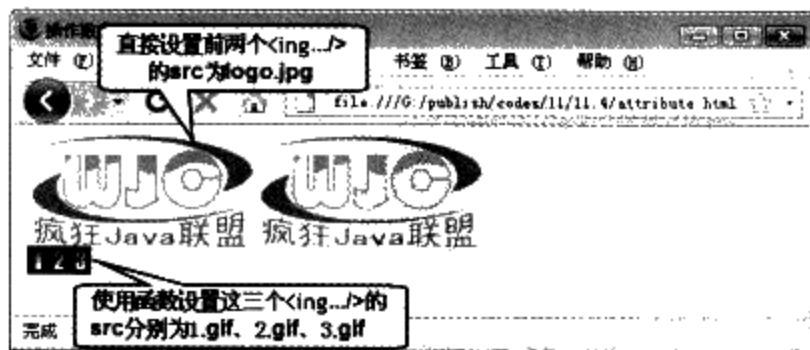 直接设置前两个<ing.../>
的src为logo.jpg
文件 (F)
书签 (B) 工具 (T) 帮助 (H)
file:///G:/publish/codes/11/11.4/attribute.html
WJC WJC
疯狂Java联盟 疯狂Java联盟
1 2 3
使用函数设置这三个<ing.../>的
src分别为1.gif、2.gif、3.gif
完成